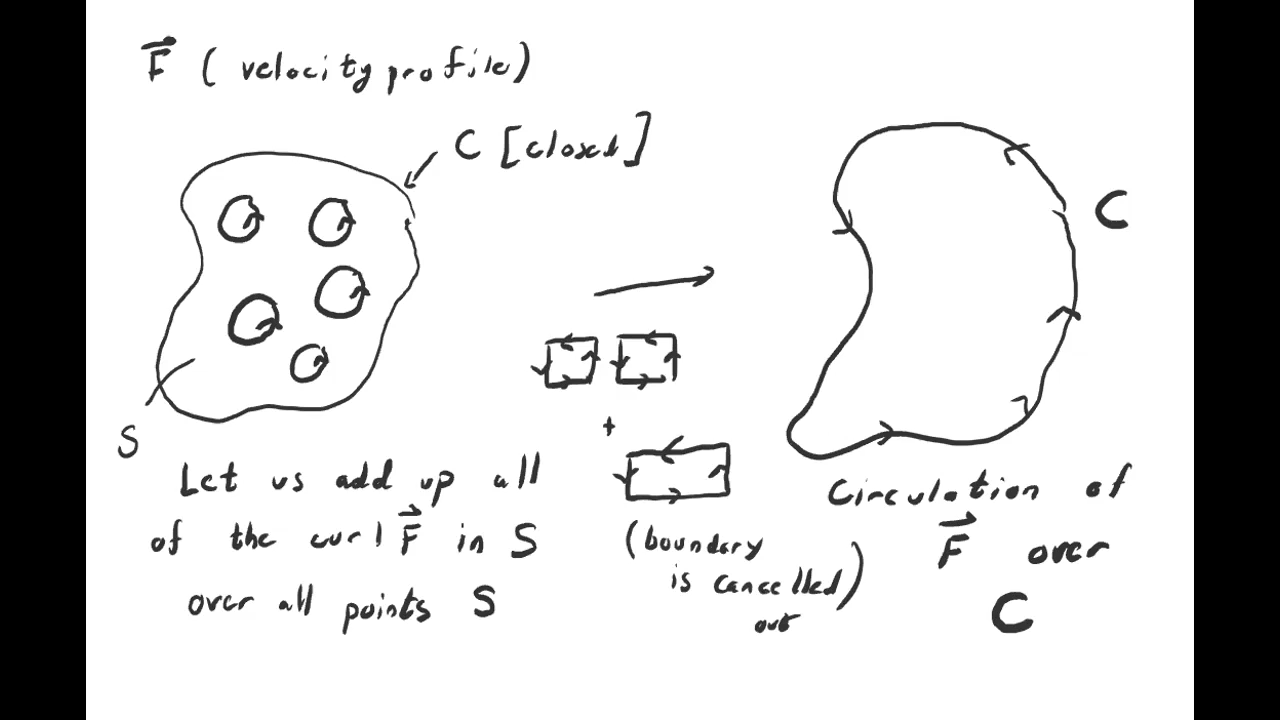 F⃗ (velocity profile)
C [closed]
C
S
+
Let us add up all
of the curl F⃗ in S
over all points S
(boundary
is cancelled)
out
Circulation of
F⃗ over
C